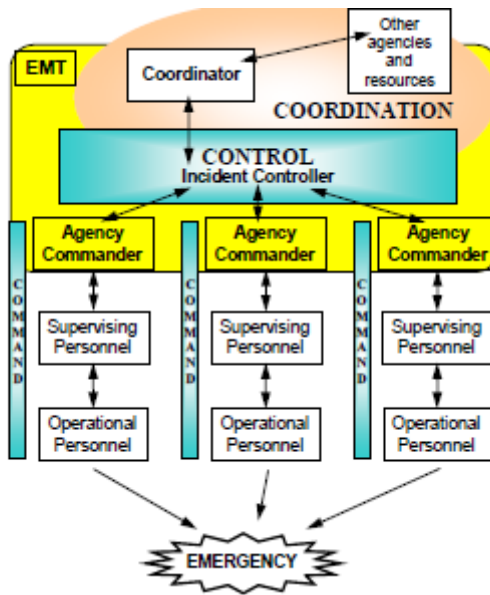 Other
agencies
and
resources
EMT
Coordinator
COORDINATION
CONTROL
Incident Controller
Agency
Commander
Agency
Commander
Agency
Commander
COMMAND
COMMAND
COMMAND
Supervising
Personnel
Supervising
Personnel
Supervising
Personnel
Operational
Personnel
Operational
Personnel
Operational
Personnel
EMERGENCY